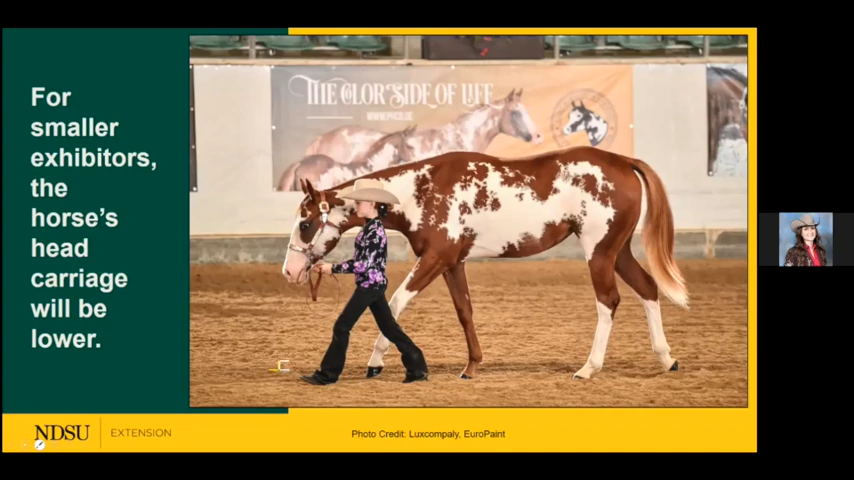 For
smaller
exhibitors,
the
horse's
head
carriage
will be
lower.
THE COLOR SIDE OF LIFE
NDSU
EXTENSION
Photo Credit: Luxcompaly, EuroPaint